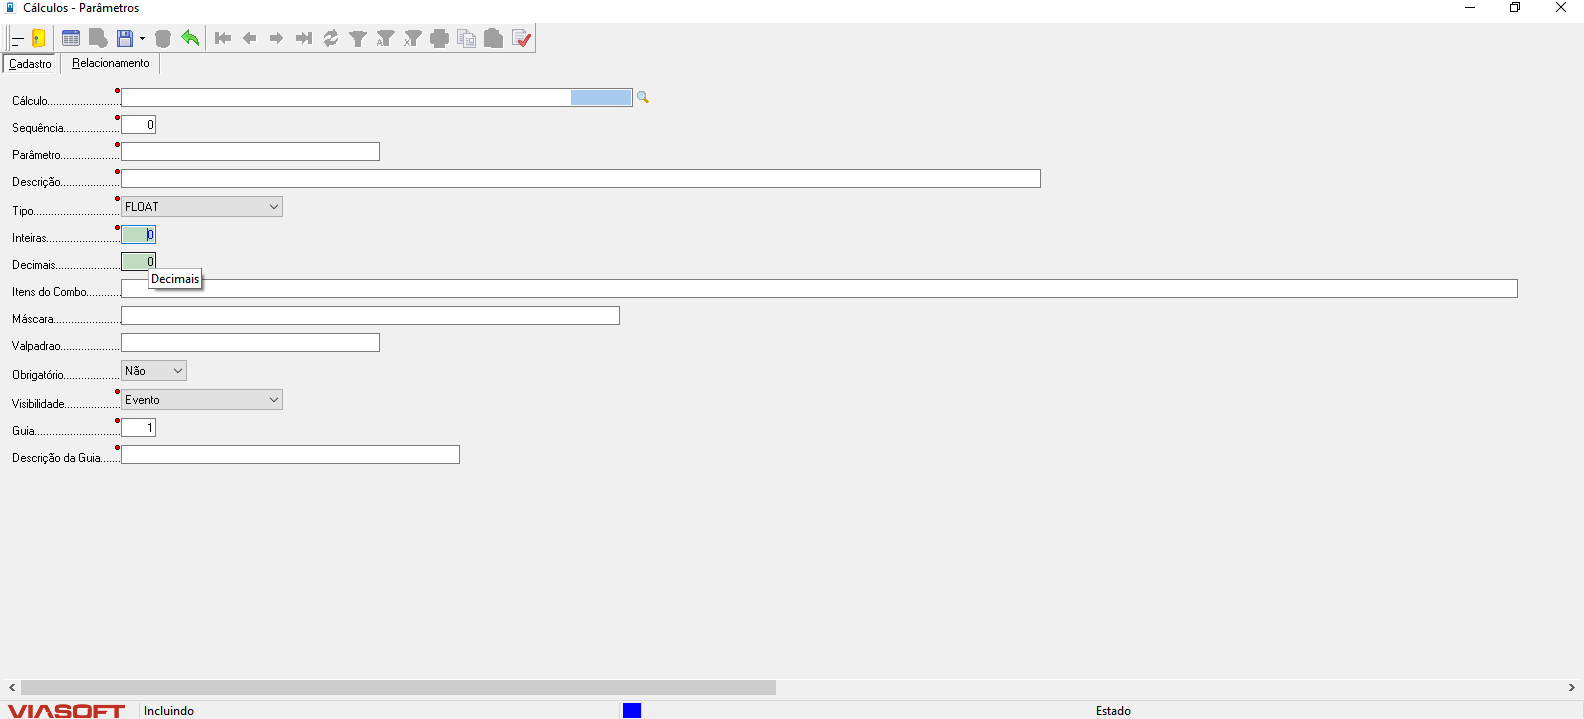 Cálculos - Parâmetros
Cadastro Relacionamento
Cálculo........................
Sequência................... 0
Parâmetro....................
Descrição....................
Tipo............................. FLOAT
Inteiras......................... 0
Decimais...................... 0
Decimais
Itens do Combo............
Máscara.......................
Valpadrao....................
Obrigatório................... Não
Visibilidade................... Evento
Guia............................. 1
Descrição da Guia.......
VIASOFT Incluindo Estado